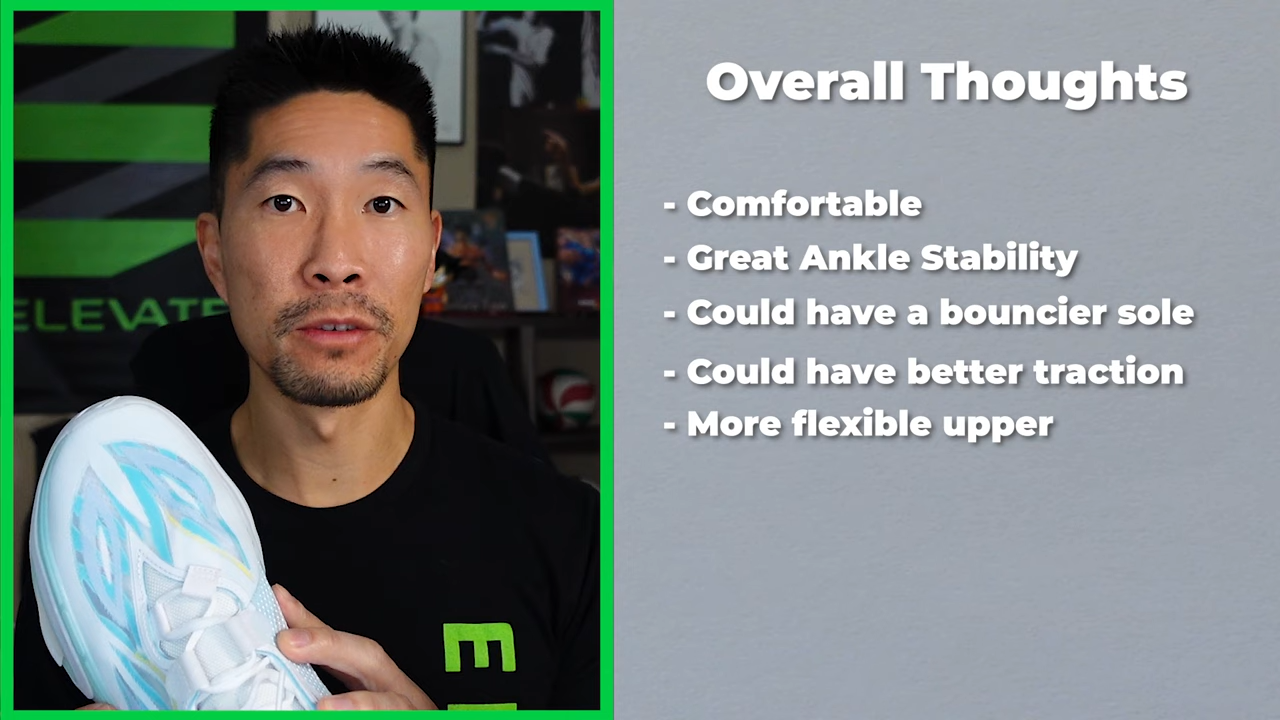 Overall Thoughts
- Comfortable
- Great Ankle Stability
- Could have a bouncier sole
- Could have better traction
- More flexible upper
ELEVATE